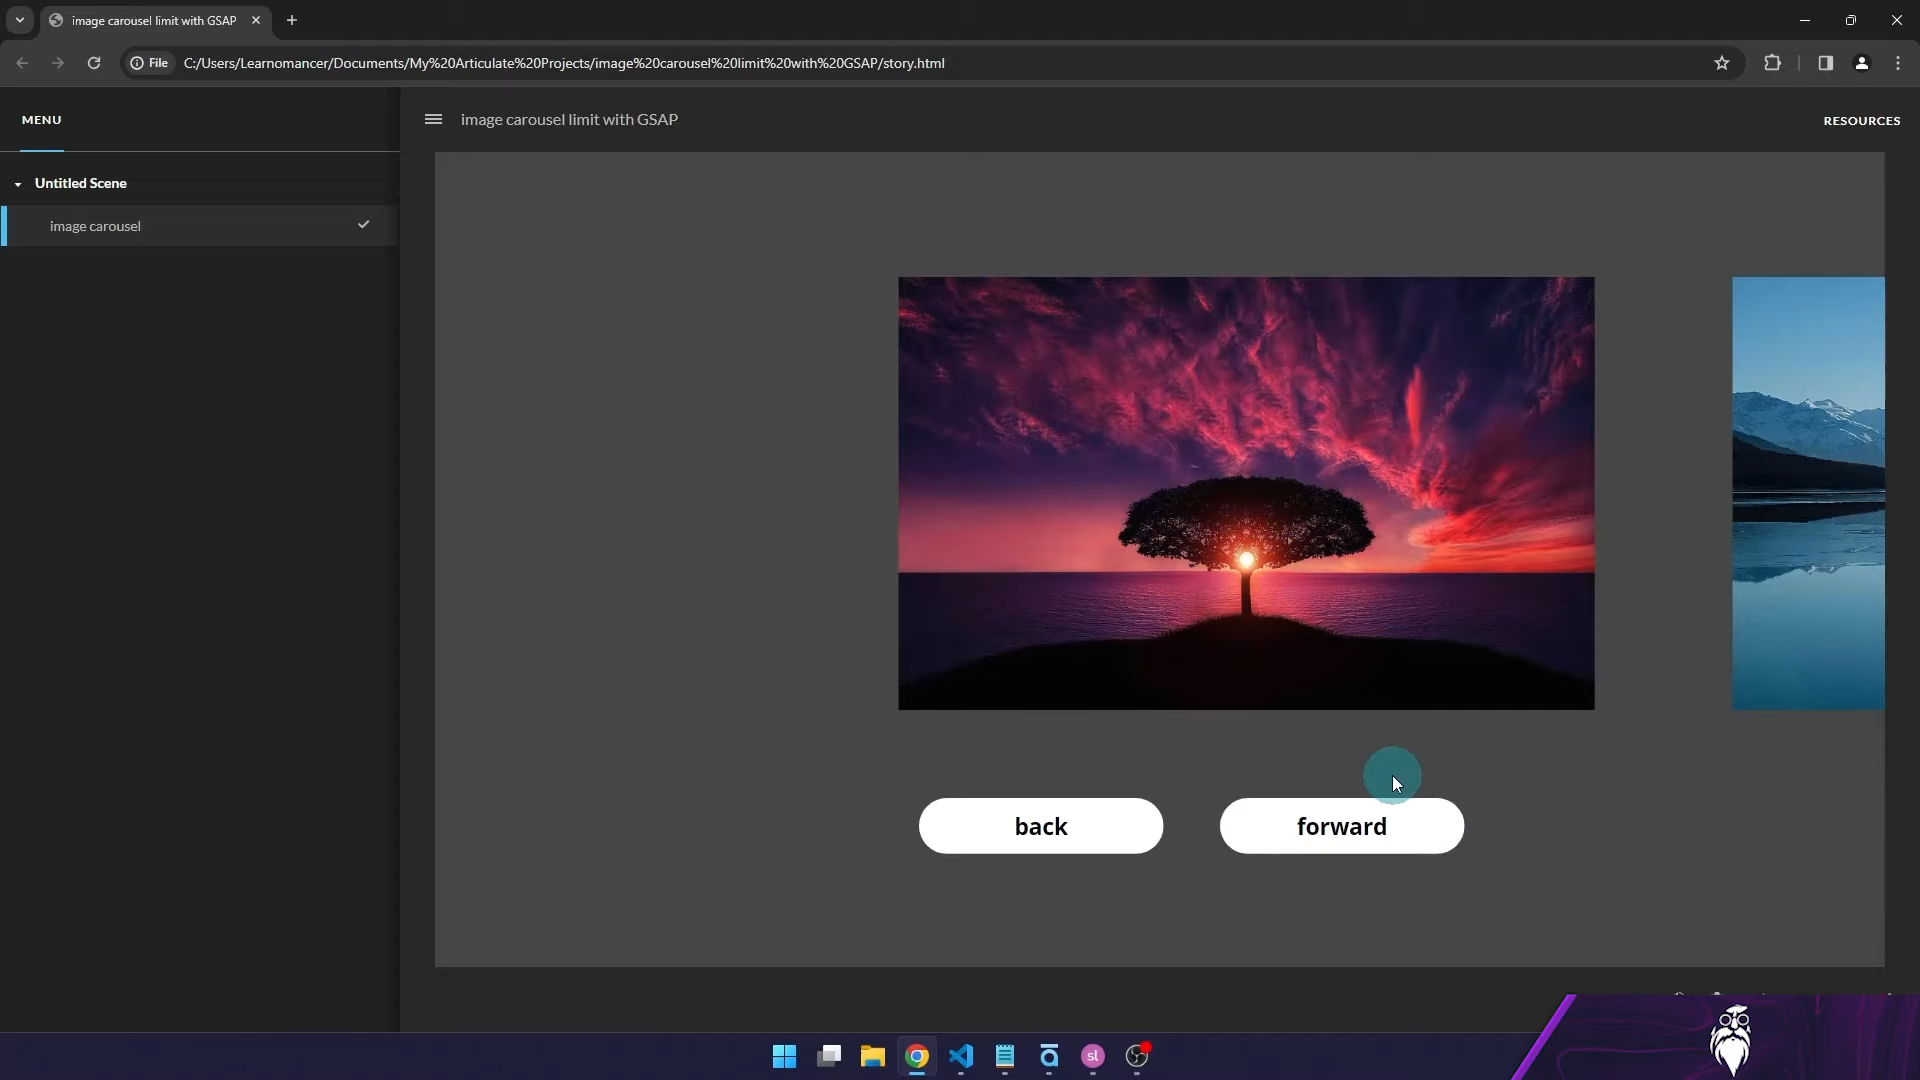 image carousel limit with GSAP
File
C:/Users/Learnomancer/Documents/My%20Articulate%20Projects/image%20carousel%20limit%20with%20GSAP/story.html
MENU
image carousel limit with GSAP
RESOURCES
Untitled Scene
image carousel
back
forward
sl